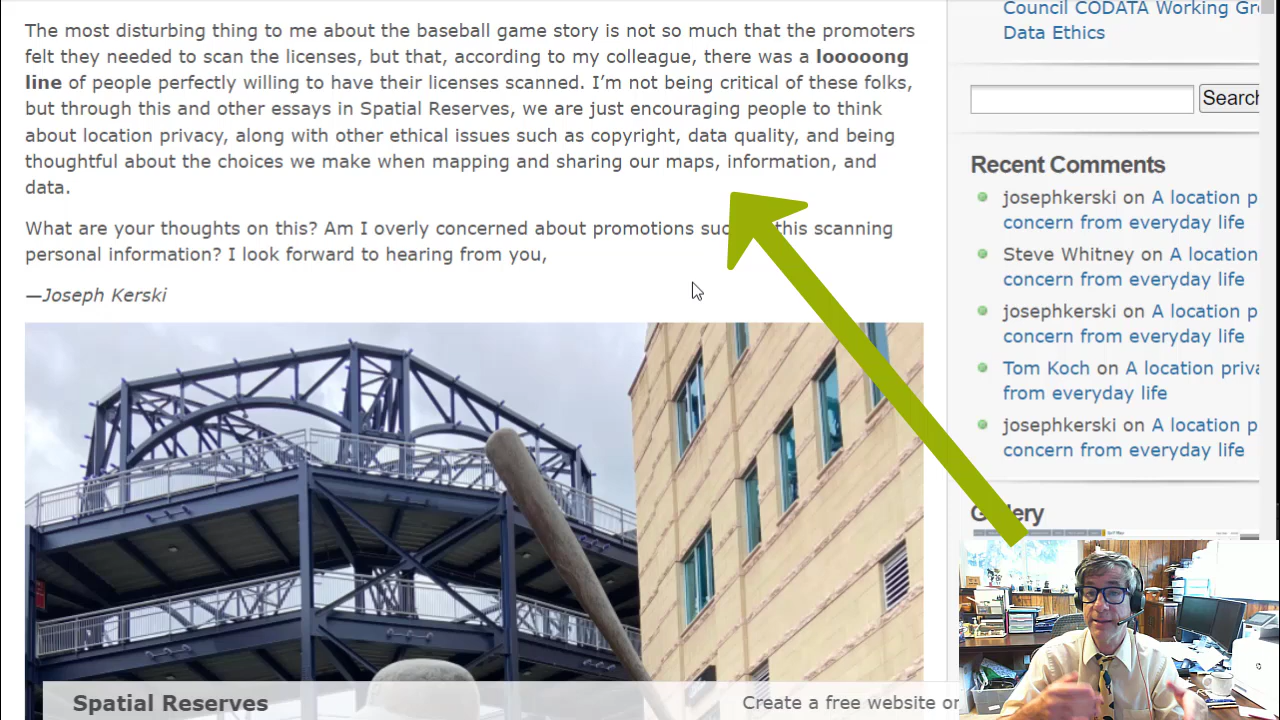 The most disturbing thing to me about the baseball game story is not so much that the promoters
felt they needed to scan the licenses, but that, according to my colleague, there was a looooong
line of people perfectly willing to have their licenses scanned. I’m not being critical of these folks,
but through this and other essays in Spatial Reserves, we are just encouraging people to think
about location privacy, along with other ethical issues such as copyright, data quality, and being
thoughtful about the choices we make when mapping and sharing our maps, information, and
data.
What are your thoughts on this? Am I overly concerned about promotions this scanning
personal information? I look forward to hearing from you,
—Joseph Kerski
Council CODATA Working
Data Ethics
Search
Recent Comments
josephkerski on A location
concern from everyday life
Steve Whitney on A location
concern from everyday life
josephkerski on A location
concern from everyday life
Tom Koch on A location
from everyday life
josephkerski on A location
concern from everyday life
Spatial Reserves
Create a free website or